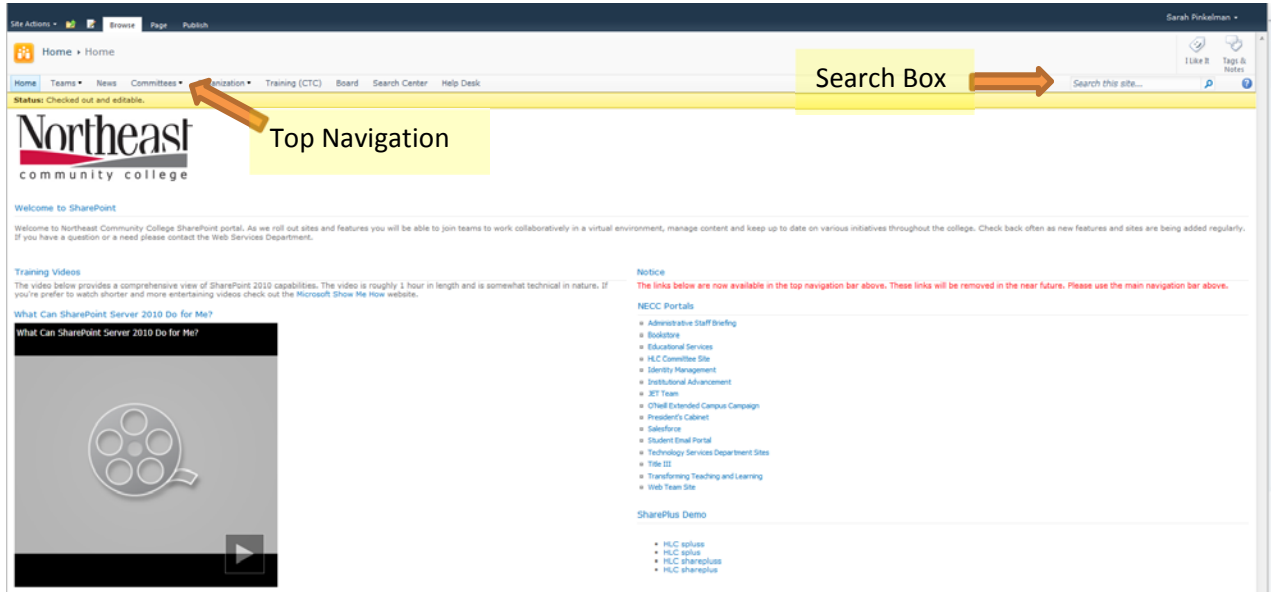 Site Actions Browse Page Publish Sarah Pinkelman
Home Home
I Like It Tags & Notes
Home Teams News Committees Training (CTC) Board Search Center Help Desk Search this site...
Search Box
Status: Checked out and editable.
Top Navigation
Northeast
community college
Welcome to SharePoint
Welcome to Northeast Community College SharePoint portal. As we roll out sites and features you will be able to join teams to work collaboratively in a virtual environment, manage content and keep up to date on various initiatives throughout the college. Check back often as new features and sites are being added regularly.
If you have a question or a need please contact the Web Services Department.
Training Videos
The video below provides a comprehensive view of SharePoint 2010 capabilities. The video is roughly 1 hour in length and is somewhat technical in nature. If
you're prefer to watch shorter and more entertaining videos check out the Microsoft Show Me How website.
What Can SharePoint Server 2010 Do for Me?
What Can SharePoint Server 2010 Do for Me?
Notice
The links below are now available in the top navigation bar above. These links will be removed in the near future. Please use the main navigation bar above.
NECC Portals
Administrative Staff Briefing
Bookstore
Educational Services
HLC Committee Site
Identity Management
Institutional Advancement
JET Team
O'Neill Extended Campus Campaign
President's Cabinet
Salesforce
Student Email Portal
Technology Services Department Sites
Title III
Transforming Teaching and Learning
Web Team Site
SharePlus Demo
HLC spluss
HLC splus
HLC sharepluss
HLC shareplus